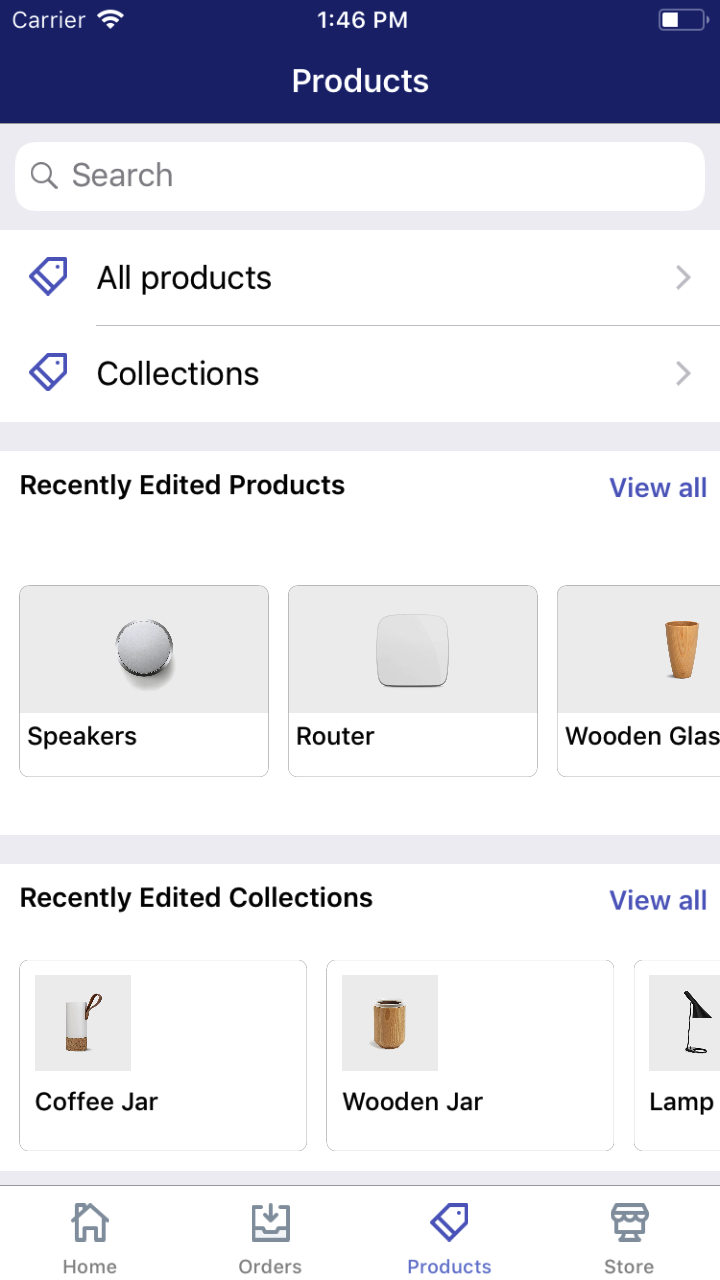 Carrier 1:46 PM
Products
Search
All products
Collections
Recently Edited Products View all
Speakers Router Wooden Glas
Recently Edited Collections View all
Coffee Jar Wooden Jar Lamp
Home Orders Products Store